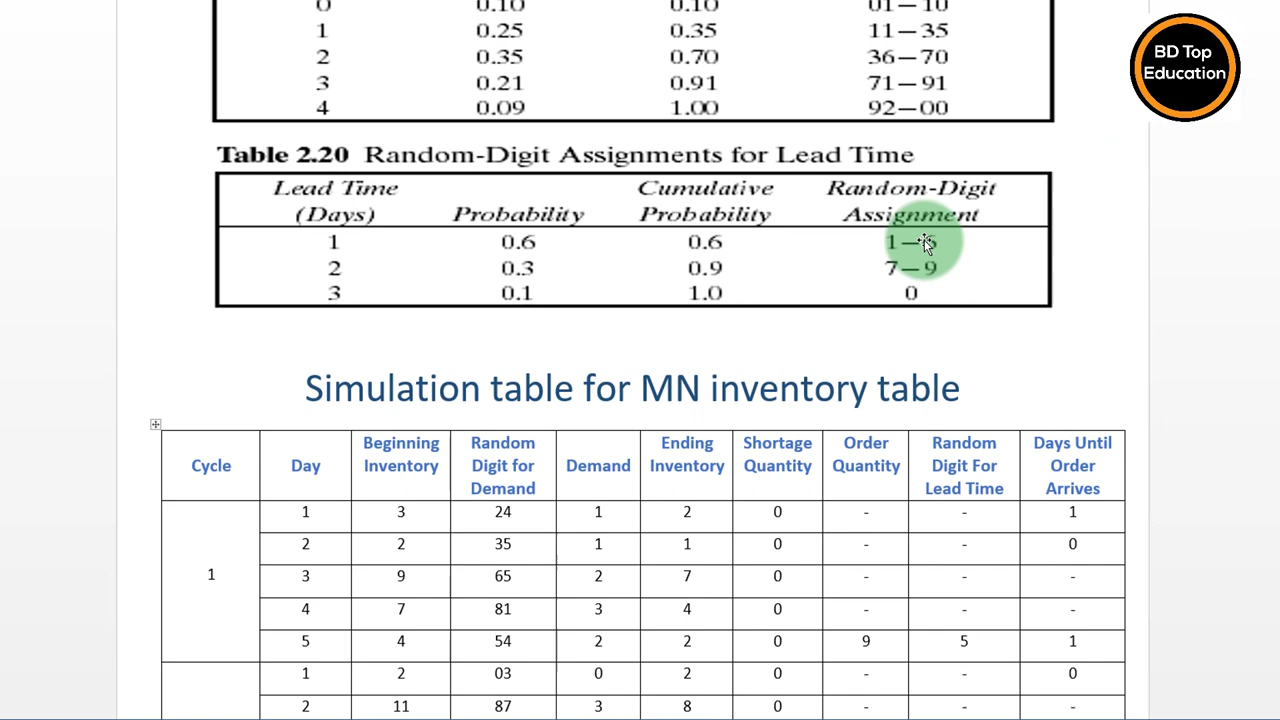 0 0.10 0.10 01—10
1 0.25 0.35 11—35
2 0.35 0.70 36—70
3 0.21 0.91 71—91
4 0.09 1.00 92—00
BD Top
Education
Table 2.20 Random-Digit Assignments for Lead Time
Lead Time Cumulative Random-Digit
(Days) Probability Probability Assignment
1 0.6 0.6 1—6
2 0.3 0.9 7—9
3 0.1 1.0 0
Simulation table for MN inventory table
Beginning Random Ending Shortage Order Random Days Until
Cycle Day Inventory Digit for Demand Inventory Quantity Quantity Digit For Order
Demand Lead Time Arrives
1 3 24 1 2 0 - - 1
2 2 35 1 1 0 - - 0
1 3 9 65 2 7 0 - - -
4 7 81 3 4 0 - - -
5 4 54 2 2 0 9 5 1
1 2 03 0 2 0 - - 0
2 11 87 3 8 0 - - -